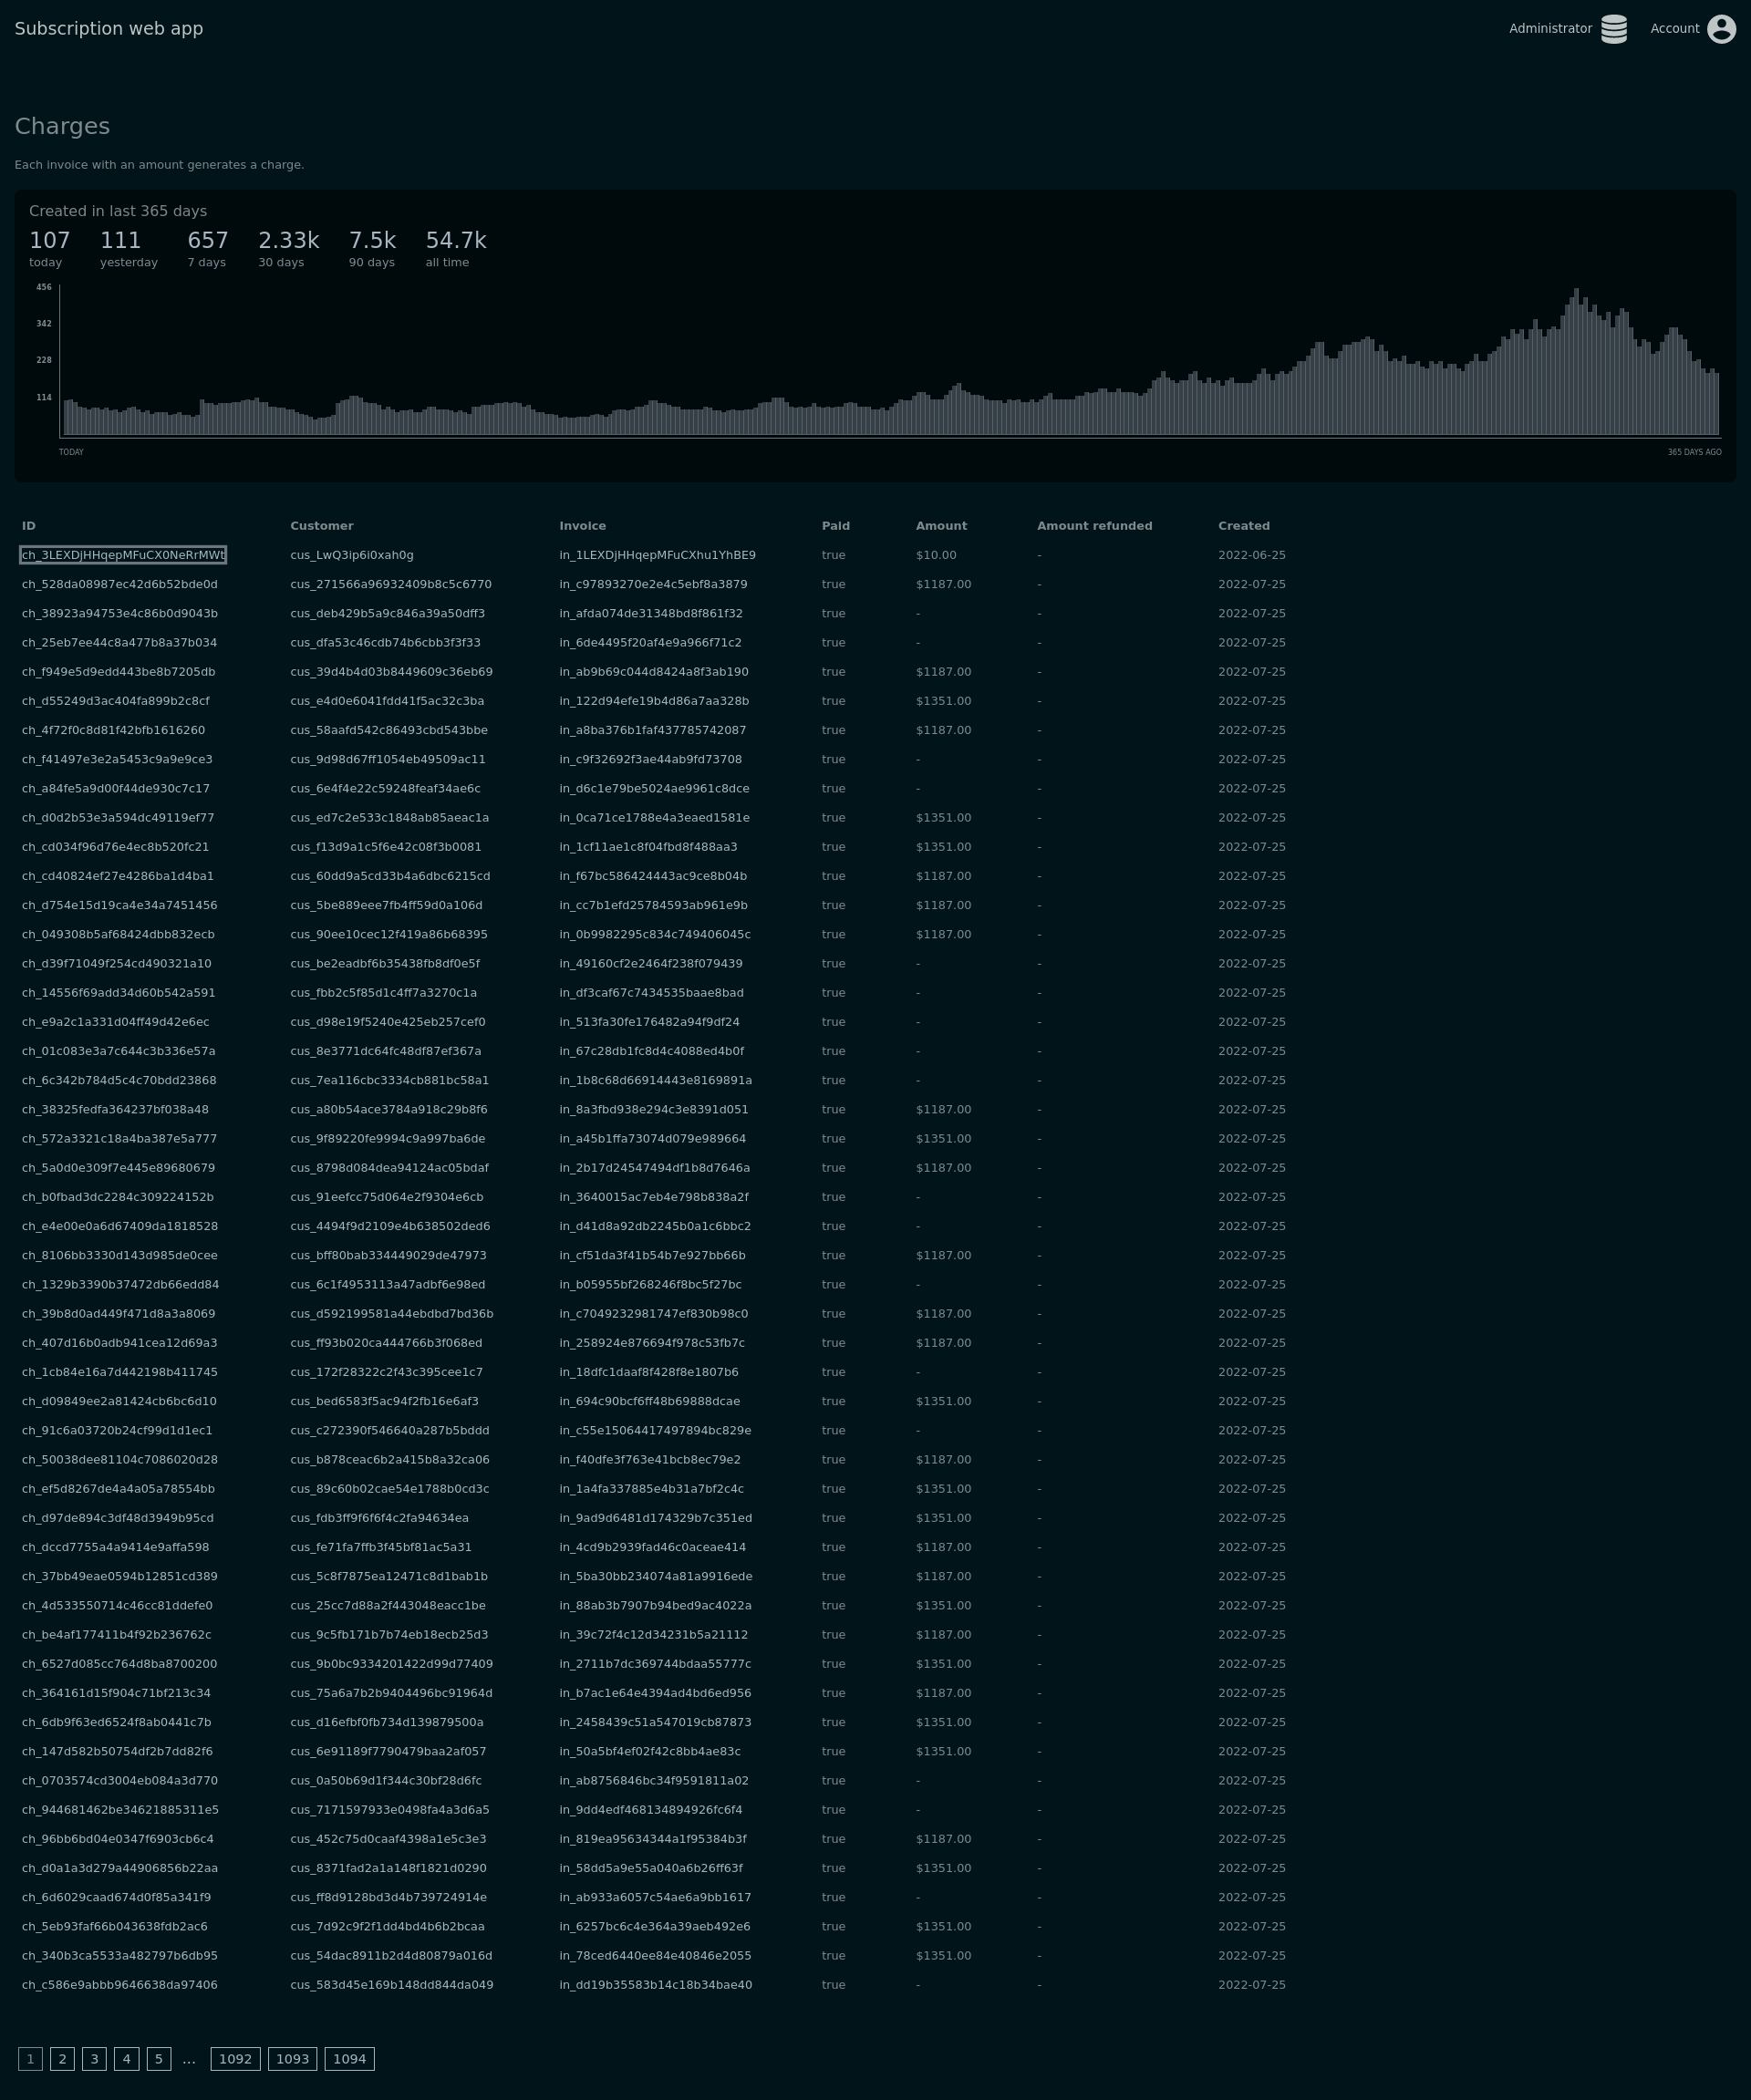 Subscription web app
Administrator Account
Charges
Each invoice with an amount generates a charge.
Created in last 365 days
107 111 657 2.33k 7.5k 54.7k
today yesterday 7 days 30 days 90 days all time
456
342
228
114
TODAY 365 DAYS AGO
ID Customer Invoice Paid Amount Amount refunded Created
ch_3LEXDJHHqepMFuCX0NeRrMWt cus_LwQ3ip6i0xah0g in_1LEXDJHHqepMFuCXhu1YhBE9 true $10.00 - 2022-06-25
ch_528da08987ec42d6b52bde0d cus_271566a96932409b8c5c6770 in_c97893270e2e4c5ebf8a3879 true $1187.00 - 2022-07-25
ch_38923a94753e4c86b0d9043b cus_deb429b5a9c846a39a50dff3 in_afda074de31348bd8f861f32 true - - 2022-07-25
ch_25eb7ee44c8a477b8a37b034 cus_dfa53c46cdb74b6cbb3f3f33 in_6de4495f20af4e9a966f71c2 true - - 2022-07-25
ch_f949e5d9edd443be8b7205db cus_39d4b4d03b8449609c36eb69 in_ab9b69c044d8424a8f3ab190 true $1187.00 - 2022-07-25
ch_d55249d3ac404fa899b2c8cf cus_e4d0e6041fdd41f5ac32c3ba in_122d94efe19b4d86a7aa328b true $1351.00 - 2022-07-25
ch_4f72f0c8d81f42bfb1616260 cus_58aafd542c86493cbd543bbe in_a8ba376b1faf437785742087 true $1187.00 - 2022-07-25
ch_f41497e3e2a5453c9a9e9ce3 cus_9d98d67ff1054eb49509ac11 in_c9f32692f3ae44ab9fd73708 true - - 2022-07-25
ch_a84fe5a9d00f44de930c7c17 cus_6e4f4e22c59248feaf34ae6c in_d6c1e79be5024ae9961c8dce true - - 2022-07-25
ch_d0d2b53e3a594dc49119ef77 cus_ed7c2e533c1848ab85aeac1a in_0ca71ce1788e4a3eaed1581e true $1351.00 - 2022-07-25
ch_cd034f96d76e4ec8b520fc21 cus_f13d9a1c5f6e42c08f3b0081 in_1cf11ae1c8f04fbd8f488aa3 true $1351.00 - 2022-07-25
ch_cd40824ef27e4286ba1d4ba1 cus_60dd9a5cd33b4a6dbc6215cd in_f67bc586424443ac9ce8b04b true $1187.00 - 2022-07-25
ch_d754e15d19ca4e34a7451456 cus_5be889eee7fb4ff59d0a106d in_cc7b1efd25784593ab961e9b true $1187.00 - 2022-07-25
ch_049308b5af68424dbb832ecb cus_90ee10cec12f419a86b68395 in_0b9982295c834c749406045c true $1187.00 - 2022-07-25
ch_d39f71049f254cd490321a10 cus_be2eadbf6b35438fb8df0e5f in_49160cf2e2464f238f079439 true - - 2022-07-25
ch_14556f69add34d60b542a591 cus_fbb2c5f85d1c4ff7a3270c1a in_df3caf67c7434535baae8bad true - - 2022-07-25
ch_e9a2c1a331d04ff49d42e6ec cus_d98e19f5240e425eb257cef0 in_513fa30fe176482a94f9df24 true - - 2022-07-25
ch_01c083e3a7c644c3b336e57a cus_8e3771dc64fc48df87ef367a in_67c28db1fc8d4c4088ed4b0f true - - 2022-07-25
ch_6c342b784d5c4c70bdd23868 cus_7ea116cbc3334cb881bc58a1 in_1b8c68d66914443e8169891a true - - 2022-07-25
ch_38325fedfa364237bf038a48 cus_a80b54ace3784a918c29b8f6 in_8a3fbd938e294c3e8391d051 true $1187.00 - 2022-07-25
ch_572a3321c18a4ba387e5a777 cus_9f89220fe9994c9a997ba6de in_a45b1ffa73074d079e989664 true $1351.00 - 2022-07-25
ch_5a0d0e309f7e445e89680679 cus_8798d084dea94124ac05bdaf in_2b17d24547494df1b8d7646a true $1187.00 - 2022-07-25
ch_b0fbad3dc2284c309224152b cus_91eefcc75d064e2f9304e6cb in_3640015ac7eb4e798b838a2f true - - 2022-07-25
ch_e4e00e0a6d67409da1818528 cus_4494f9d2109e4b638502ded6 in_d41d8a92db2245b0a1c6bbc2 true - - 2022-07-25
ch_8106bb3330d143d985de0cee cus_bff80bab334449029de47973 in_cf51da3f41b54b7e927bb66b true $1187.00 - 2022-07-25
ch_1329b3390b37472db66edd84 cus_6c1f4953113a47adbf6e98ed in_b05955bf268246f8bc5f27bc true - - 2022-07-25
ch_39b8d0ad449f471d8a3a8069 cus_d592199581a44ebdbd7bd36b in_c7049232981747ef830b98c0 true $1187.00 - 2022-07-25
ch_407d16b0adb941cea12d69a3 cus_ff93b020ca444766b3f068ed in_258924e876694f978c53fb7c true $1187.00 - 2022-07-25
ch_1cb84e16a7d442198b411745 cus_172f28322c2f43c395cee1c7 in_18dfc1daaf8f428f8e1807b6 true - - 2022-07-25
ch_d09849ee2a81424cb6bc6d10 cus_bed6583f5ac94f2fb16e6af3 in_694c90bcf6ff48b69888dcae true $1351.00 - 2022-07-25
ch_91c6a03720b24cf99d1d1ec1 cus_c272390f546640a287b5bddd in_c55e15064417497894bc829e true - - 2022-07-25
ch_50038dee81104c7086020d28 cus_b878ceac6b2a415b8a32ca06 in_f40dfe3f763e41bcb8ec79e2 true $1187.00 - 2022-07-25
ch_ef5d8267de4a4a05a78554bb cus_89c60b02cae54e1788b0cd3c in_1a4fa337885e4b31a7bf2c4c true $1351.00 - 2022-07-25
ch_d97de894c3df48d3949b95cd cus_fdb3ff9f6f6f4c2fa94634ea in_9ad9d6481d174329b7c351ed true $1351.00 - 2022-07-25
ch_dccd7755a4a9414e9affa598 cus_fe71fa7ffb3f45bf81ac5a31 in_4cd9b2939fad46c0aceae414 true $1187.00 - 2022-07-25
ch_37bb49eae0594b12851cd389 cus_5c8f7875ea12471c8d1bab1b in_5ba30bb234074a81a9916ede true $1187.00 - 2022-07-25
ch_4d533550714c46cc81ddefe0 cus_25cc7d88a2f443048eacc1be in_88ab3b7907b94bed9ac4022a true $1351.00 - 2022-07-25
ch_be4af177411b4f92b236762c cus_9c5fb171b7b74eb18ecb25d3 in_39c72f4c12d34231b5a21112 true $1187.00 - 2022-07-25
ch_6527d085cc764d8ba8700200 cus_9b0bc9334201422d99d77409 in_2711b7dc369744bdaa55777c true $1351.00 - 2022-07-25
ch_364161d15f904c71bf213c34 cus_75a6a7b2b9404496bc91964d in_b7ac1e64e4394ad4bd6ed956 true $1187.00 - 2022-07-25
ch_6db9f63ed6524f8ab0441c7b cus_d16efbf0fb734d139879500a in_2458439c51a547019cb87873 true $1351.00 - 2022-07-25
ch_147d582b50754df2b7dd82f6 cus_6e91189f7790479baa2af057 in_50a5bf4ef02f42c8bb4ae83c true $1351.00 - 2022-07-25
ch_0703574cd3004eb084a3d770 cus_0a50b69d1f344c30bf28d6fc in_ab8756846bc34f9591811a02 true - - 2022-07-25
ch_944681462be34621885311e5 cus_7171597933e0498fa4a3d6a5 in_9dd4edf468134894926fc6f4 true - - 2022-07-25
ch_96bb6bd04e0347f6903cb6c4 cus_452c75d0caaf4398a1e5c3e3 in_819ea95634344a1f95384b3f true $1187.00 - 2022-07-25
ch_d0a1a3d279a44906856b22aa cus_8371fad2a1a148f1821d0290 in_58dd5a9e55a040a6b26ff63f true $1351.00 - 2022-07-25
ch_6d6029caad674d0f85a341f9 cus_ff8d9128bd3d4b739724914e in_ab933a6057c54ae6a9bb1617 true - - 2022-07-25
ch_5eb93faf66b043638fdb2ac6 cus_7d92c9f2f1dd4bd4b6b2bcaa in_6257bc6c4e364a39aeb492e6 true $1351.00 - 2022-07-25
ch_340b3ca5533a482797b6db95 cus_54dac8911b2d4d80879a016d in_78ced6440ee84e40846e2055 true $1351.00 - 2022-07-25
ch_c586e9abbb9646638da97406 cus_583d45e169b148dd844da049 in_dd19b35583b14c18b34bae40 true - - 2022-07-25
1 2 3 4 5 ... 1092 1093 1094